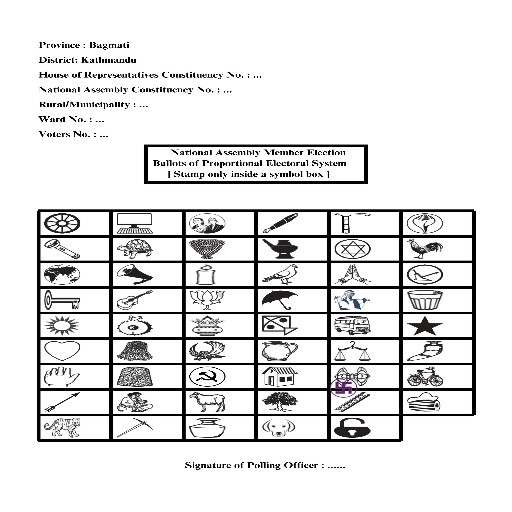 Province : Bagmati
District: Kathmandu
House of Representatives Constituency No. : ...
National Assembly Constituency No. : ...
Rural/Municipality : ...
Ward No. : ...
Voters No. : ...
National Assembly Member Election
Ballots of Proportional Electoral System
[ Stamp only inside a symbol box ]
Signature of Polling Officer : ......